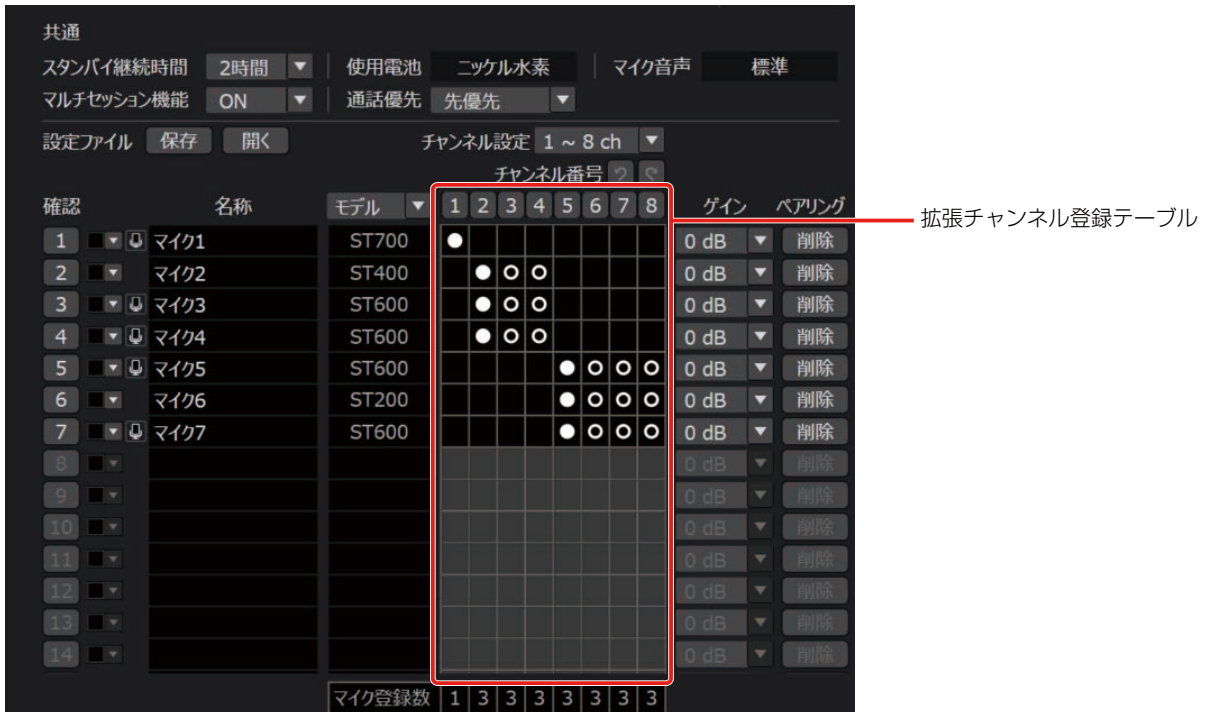 共通
スタンバイ継続時間 2時間 ▼ 使用電池 ニッケル水素 マイク音声 標準
マルチセッション機能 ON ▼ 通話優先 先優先 ▼
設定ファイル 保存 開く チャンネル設定 1 ~ 8 ch ▼
チャンネル番号
確認 名称 モデル ▼ 1 2 3 4 5 6 7 8 ゲイン ペアリング
拡張チャンネル登録テーブル
1 マイク1 ST700 ● 0 dB ▼ 削除
2 マイク2 ST400 ● ○ ○ 0 dB ▼ 削除
3 マイク3 ST600 ● ○ ○ 0 dB ▼ 削除
4 マイク4 ST600 ● ○ ○ 0 dB ▼ 削除
5 マイク5 ST600 ● ○ ○ ○ 0 dB ▼ 削除
6 マイク6 ST200 ● ○ ○ ○ 0 dB ▼ 削除
7 マイク7 ST600 ● ○ ○ ○ 0 dB ▼ 削除
8 0 dB ▼ 削除
9 0 dB ▼ 削除
10 0 dB ▼ 削除
11 0 dB ▼ 削除
12 0 dB ▼ 削除
13 0 dB ▼ 削除
14 0 dB ▼ 削除
マイク登録数 1 3 3 3 3 3 3 3